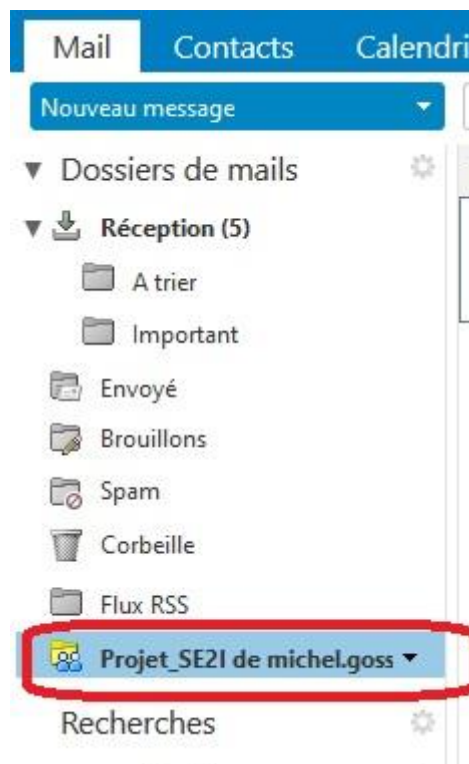 Mail Contacts Calendri
Nouveau message
Dossiers de mails
Réception (5)
A trier
Important
Envoyé
Brouillons
Spam
Corbeille
Flux RSS
Projet_SE2I de michel.goss
Recherches